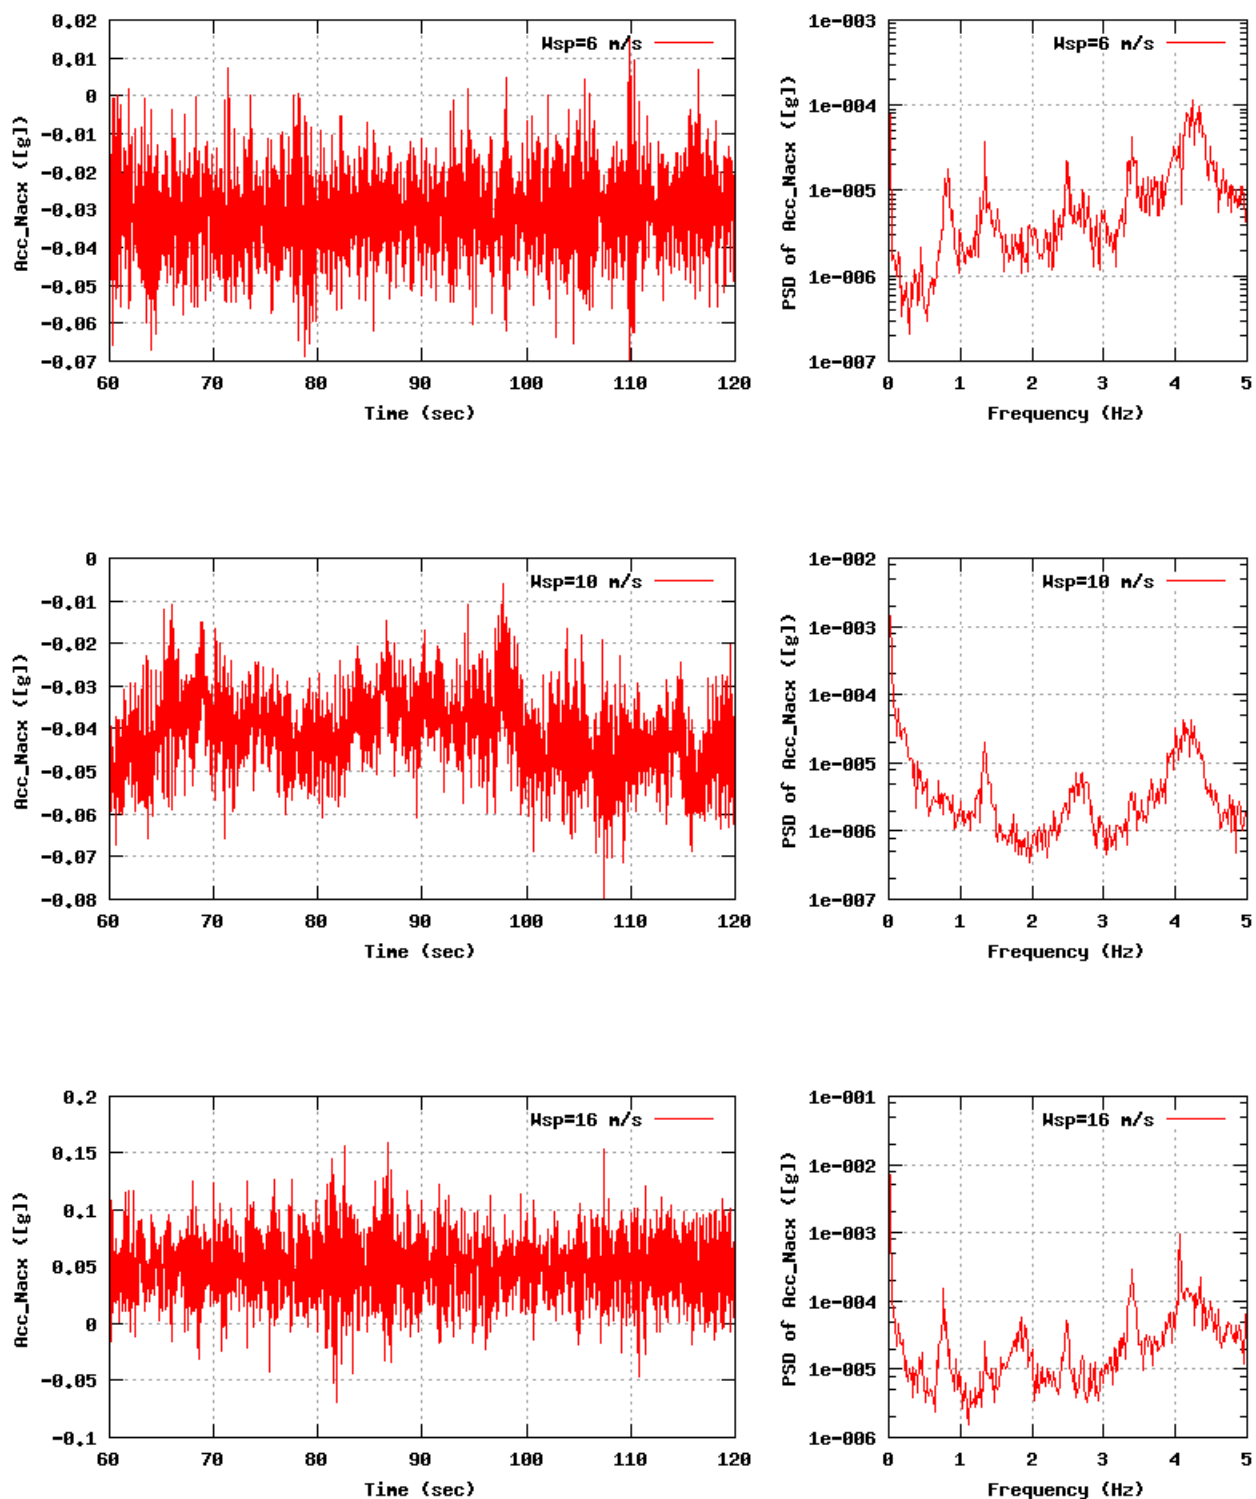 0.02
0.01
0
-0.01
-0.02
-0.03
-0.04
-0.05
-0.06
-0.07
Acc_Nacx ([g])
Wsp=6 m/s
60 70 80 90 100 110 120
Time (sec)
1e-003
1e-004
1e-005
1e-006
1e-007
PSD of Acc_Nacx ([g])
Wsp=6 m/s
0 1 2 3 4 5
Frequency (Hz)
0
-0.01
-0.02
-0.03
-0.04
-0.05
-0.06
-0.07
-0.08
Acc_Nacx ([g])
Wsp=10 m/s
60 70 80 90 100 110 120
Time (sec)
1e-002
1e-003
1e-004
1e-005
1e-006
1e-007
PSD of Acc_Nacx ([g])
Wsp=10 m/s
0 1 2 3 4 5
Frequency (Hz)
0.2
0.15
0.1
0.05
0
-0.05
-0.1
Acc_Nacx ([g])
Wsp=16 m/s
60 70 80 90 100 110 120
Time (sec)
1e-001
1e-002
1e-003
1e-004
1e-005
1e-006
PSD of Acc_Nacx ([g])
Wsp=16 m/s
0 1 2 3 4 5
Frequency (Hz)